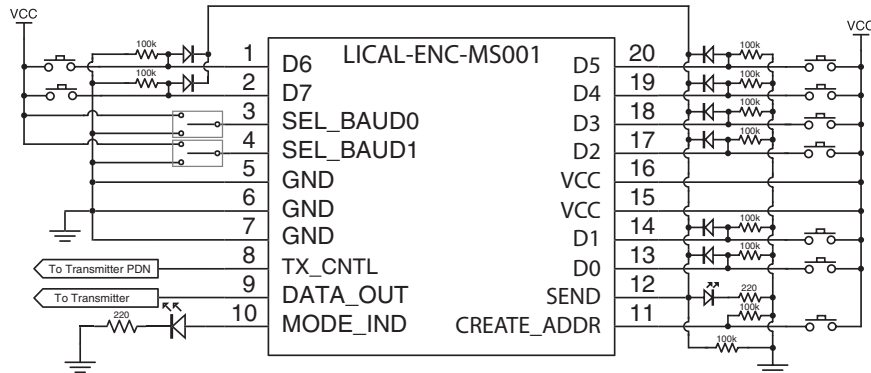 VCC
VCC
LICAL-ENC-MS001
100k
100k
1
D6
2
D7
3
SEL_BAUD0
4
SEL_BAUD1
5
GND
6
GND
7
GND
8
TX_CNTL
To Transmitter PDN
9
DATA_OUT
To Transmitter
10
MODE_IND
220
20
D5
100k
19
D4
100k
18
D3
100k
17
D2
100k
16
VCC
15
VCC
14
D1
100k
13
D0
100k
12
SEND
220
11
CREATE_ADDR
100k
100k